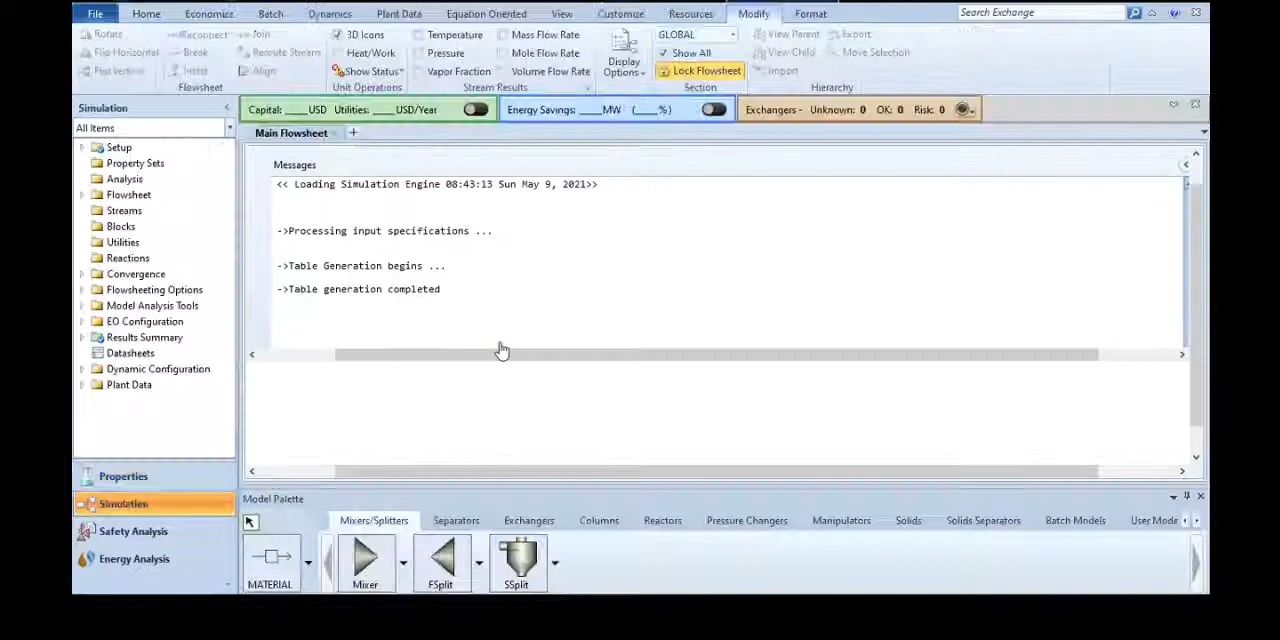 File Home Economics Batch Dynamics Plant Data Equation Oriented View Customize Resources Modify Format Search Exchange
Rotate Reconnect Join 3D Icons Temperature Mass Flow Rate GLOBAL View Parent Export
Flip Horizontal Break Reroute Stream Heat/Work Pressure Mole Flow Rate Display Options Show All View Child Move Selection
Flip Vertical Insert Align Show Status Vapor Fraction Volume Flow Rate Lock Flowsheet Import
Flowsheet Unit Operations Stream Results Section Hierarchy
Simulation
Capital: ____USD Utilities: ____USD/Year Energy Savings: ____MW (____%) Exchangers - Unknown: 0 OK: 0 Risk: 0
All Items
Main Flowsheet +
Setup
Property Sets
Analysis
Flowsheet
Streams
Blocks
Utilities
Reactions
Convergence
Flowsheeting Options
Model Analysis Tools
EO Configuration
Results Summary
Datasheets
Dynamic Configuration
Plant Data
Messages
<< Loading Simulation Engine 08:43:13 Sun May 9, 2021>>
->Processing input specifications ...
->Table Generation begins ...
->Table generation completed
Properties
Simulation
Safety Analysis
Energy Analysis
Model Palette
Mixers/Splitters Separators Exchangers Columns Reactors Pressure Changers Manipulators Solids Solids Separators Batch Models User Mode
MATERIAL Mixer FSplit SSplit